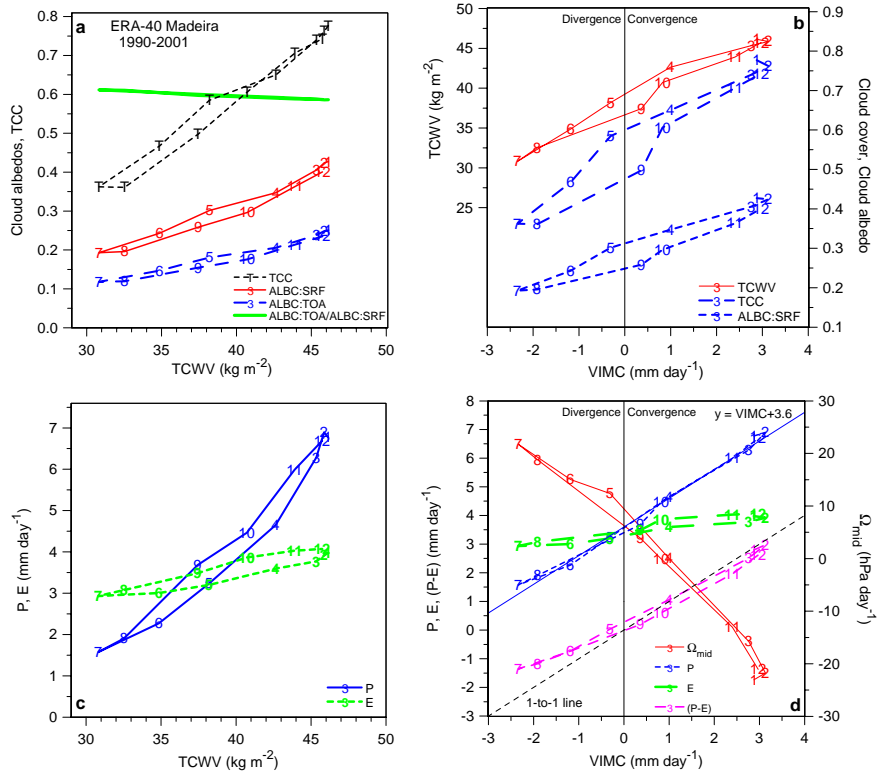 a
ERA-40 Madeira
1990-2001
Cloud albedos, TCC
0.8
0.7
0.6
0.5
0.4
0.3
0.2
0.1
0.0
TCC
ALBC:SRF
ALBC:TOA
ALBC:TOA/ALBC:SRF
30 35 40 45 50
TCWV (kg m-2)
b
Divergence Convergence
TCWV (kg m-2)
50
45
40
35
30
25
Cloud cover, Cloud albedo
0.9
0.8
0.7
0.6
0.5
0.4
0.3
0.2
0.1
TCWV
TCC
ALBC:SRF
-3 -2 -1 0 1 2 3 4
VIMC (mm day-1)
c
P, E (mm day-1)
7
6
5
4
3
2
1
0
P
E
30 35 40 45 50
TCWV (kg m-2)
d
Divergence Convergence
y = VIMC+3.6
P, E, (P-E) (mm day-1)
8
7
6
5
4
3
2
1
0
-1
-2
-3
Ωmid (hPa day-1)
30
20
10
0
-10
-20
-30
Ωmid
P
E
(P-E)
1-to-1 line
-3 -2 -1 0 1 2 3 4
VIMC (mm day-1)